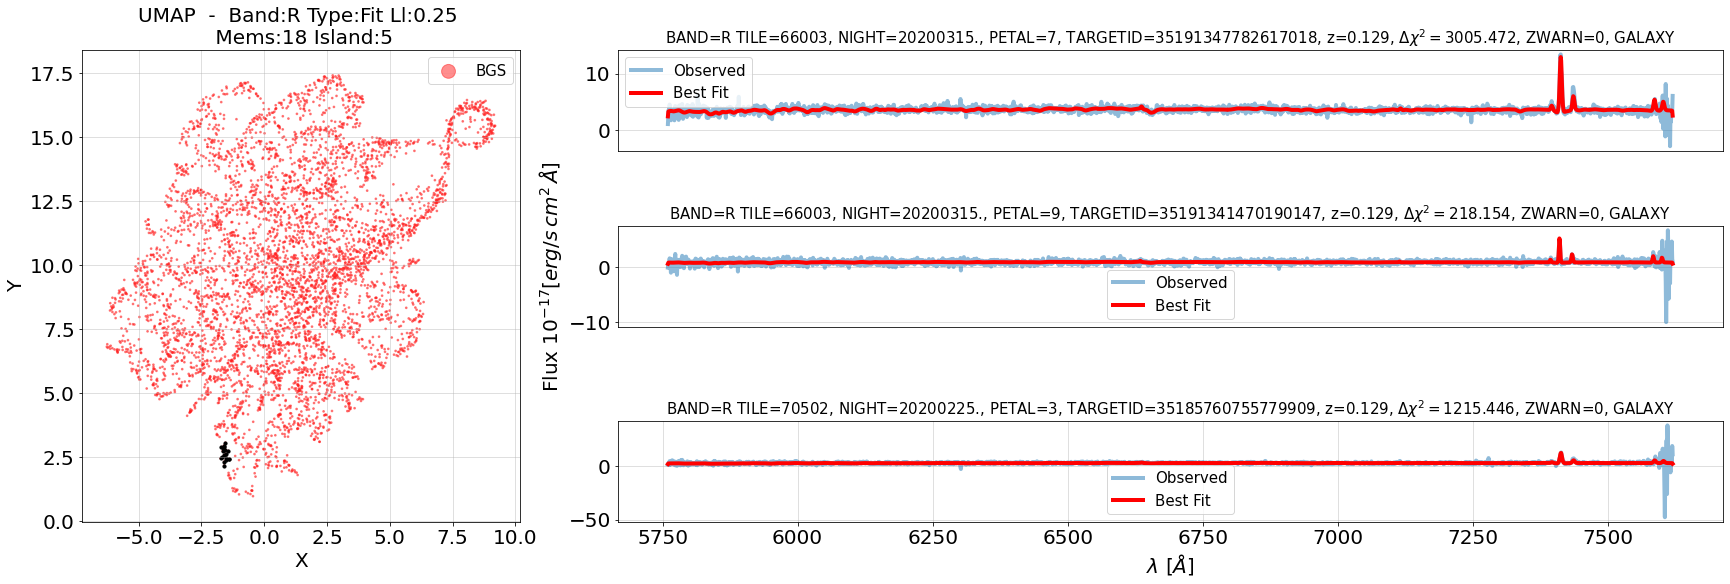 UMAP  -  Band:R Type:Fit Ll:0.25
Mems:18 Island:5
BGS
17.5
15.0
12.5
10.0
7.5
5.0
2.5
0.0
Y
−5.0 −2.5 0.0 2.5 5.0 7.5 10.0
X
BAND=R TILE=66003, NIGHT=20200315., PETAL=7, TARGETID=35191347782617018, z=0.129, Δχ² = 3005.472, ZWARN=0, GALAXY
Observed
Best Fit
10
0
BAND=R TILE=66003, NIGHT=20200315., PETAL=9, TARGETID=35191341470190147, z=0.129, Δχ² = 218.154, ZWARN=0, GALAXY
Observed
Best Fit
0
−10
Flux 10⁻¹⁷[erg/s cm² Å]
BAND=R TILE=70502, NIGHT=20200225., PETAL=3, TARGETID=35185760755779909, z=0.129, Δχ² = 1215.446, ZWARN=0, GALAXY
Observed
Best Fit
0
−50
5750 6000 6250 6500 6750 7000 7250 7500
λ [Å]